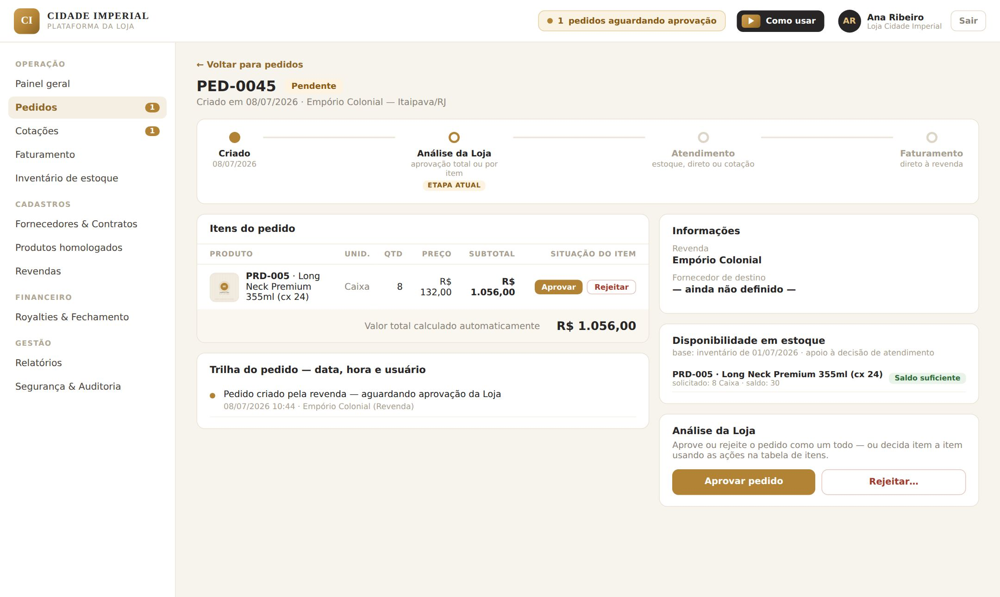 CI
CIDADE IMPERIAL
PLATAFORMA DA LOJA
1 pedidos aguardando aprovação
Como usar
AR
Ana Ribeiro
Loja Cidade Imperial
Sair
OPERAÇÃO
Painel geral
Pedidos 1
Cotações 1
Faturamento
Inventário de estoque
CADASTROS
Fornecedores & Contratos
Produtos homologados
Revendas
FINANCEIRO
Royalties & Fechamento
GESTÃO
Relatórios
Segurança & Auditoria
← Voltar para pedidos
PED-0045 Pendente
Criado em 08/07/2026 · Empório Colonial — Itaipava/RJ
Criado
08/07/2026
Análise da Loja
aprovação total ou por
item
ETAPA ATUAL
Atendimento
estoque, direto ou cotação
Faturamento
direto à revenda
Itens do pedido
PRODUTO UNID. QTD PREÇO SUBTOTAL SITUAÇÃO DO ITEM
PRD-005 · Long
Neck Premium
355ml (cx 24)
Caixa
8
R$
132,00
R$
1.056,00
Aprovar
Rejeitar
Valor total calculado automaticamente R$ 1.056,00
Trilha do pedido — data, hora e usuário
Pedido criado pela revenda — aguardando aprovação da Loja
08/07/2026 10:44 · Empório Colonial (Revenda)
Informações
Revenda
Empório Colonial
Fornecedor de destino
— ainda não definido —
Disponibilidade em estoque
base: inventário de 01/07/2026 · apoio à decisão de atendimento
PRD-005 · Long Neck Premium 355ml (cx 24)
solicitado: 8 Caixa · saldo: 30
Saldo suficiente
Análise da Loja
Aprove ou rejeite o pedido como um todo — ou decida item a item
usando as ações na tabela de itens.
Aprovar pedido
Rejeitar…